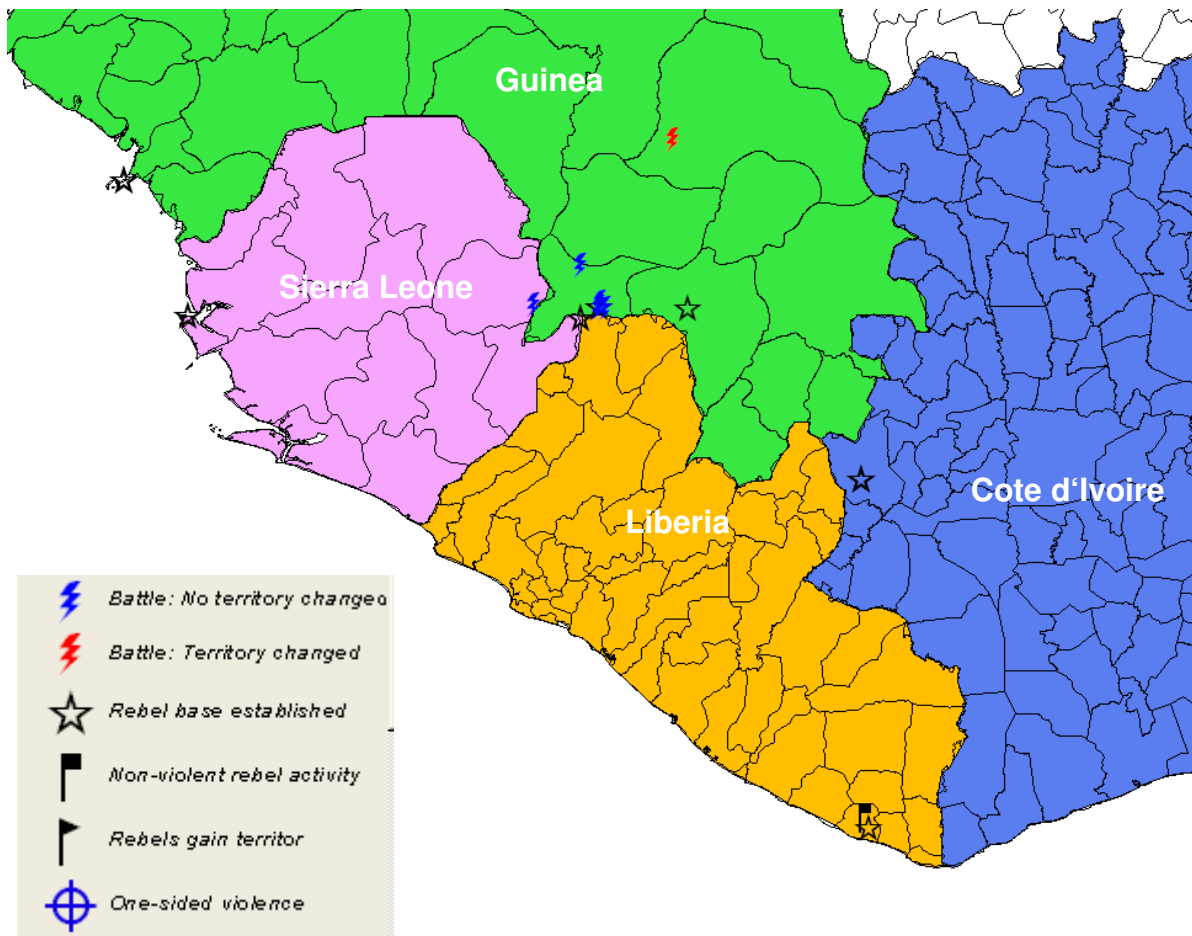 Guinea
Sierra Leone
Cote d‘Ivoire
Liberia
Battle: No territory changed
Battle: Territory changed
Rebel base established
Non-violent rebel activity
Rebels gain territor
One-sided violence